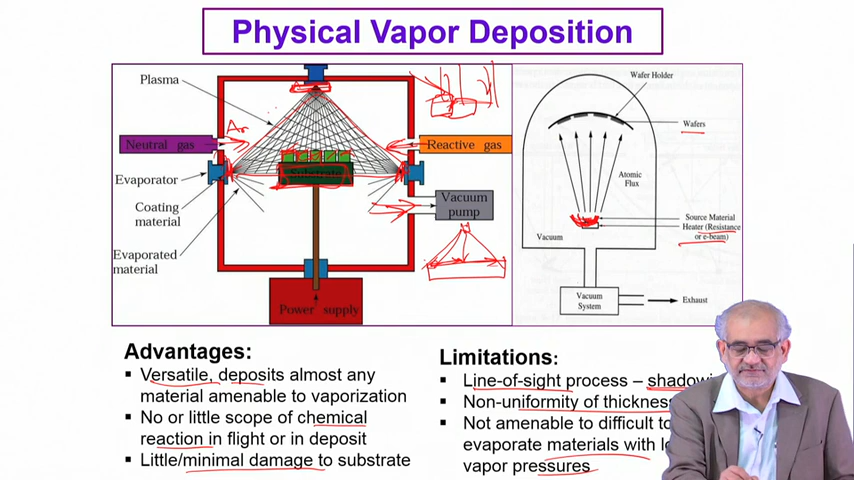 Physical Vapor Deposition
Plasma
Neutral gas
Evaporator
Coating
material
Evaporated
material
Ar
Reactive gas
Vacuum
pump
Power supply
Wafer Holder
Wafers
Atomic
Flux
Source Material
Heater (Resistance
or e-beam)
Vacuum
Vacuum
System
Exhaust
Advantages:
▪ Versatile, deposits almost any
material amenable to vaporization
▪ No or little scope of chemical
reaction in flight or in deposit
▪ Little/minimal damage to substrate
Limitations:
▪ Line-of-sight process –
▪ Non-uniformity of thickness
▪ Not amenable to difficult to
evaporate materials with
vapor pressures